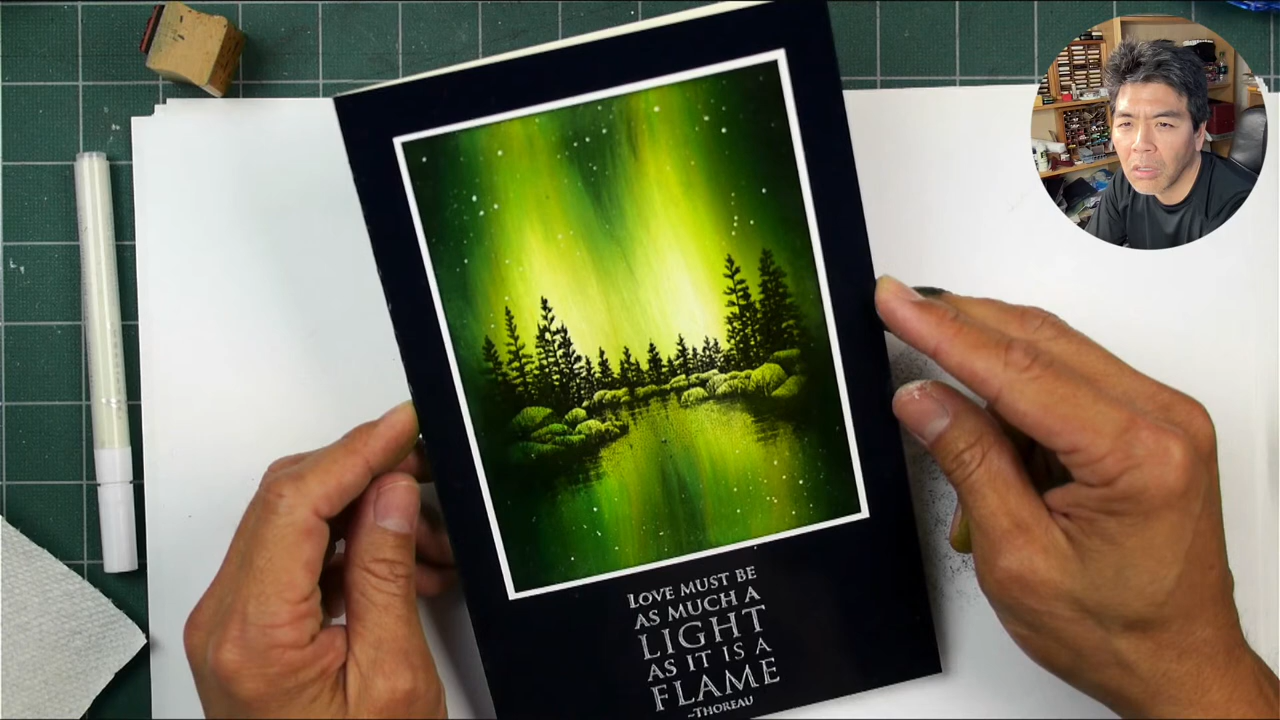 LOVE MUST BE
AS MUCH A
LIGHT
AS IT IS A
FLAME
~THOREAU